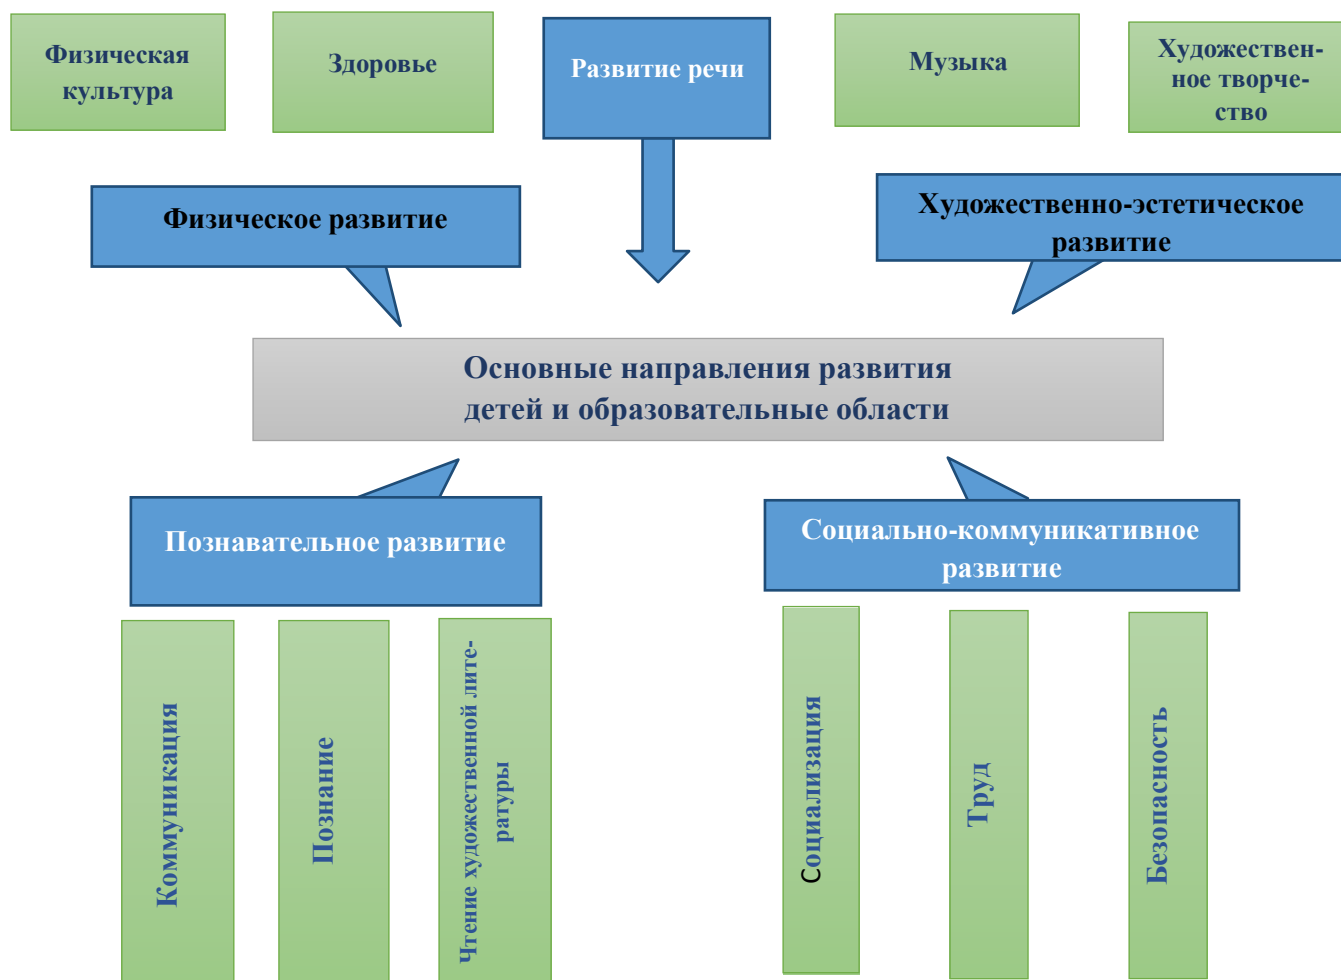 Физическая
культура
Здоровье
Развитие речи
Музыка
Художествен-
ное творче-
ство
Физическое развитие
Художественно-эстетическое
развитие
Основные направления развития
детей и образовательные области
Познавательное развитие
Социально-коммуникативное
развитие
Коммуникация
Познание
Чтение художественной лите-
ратуры
Социализация
Труд
Безопасность